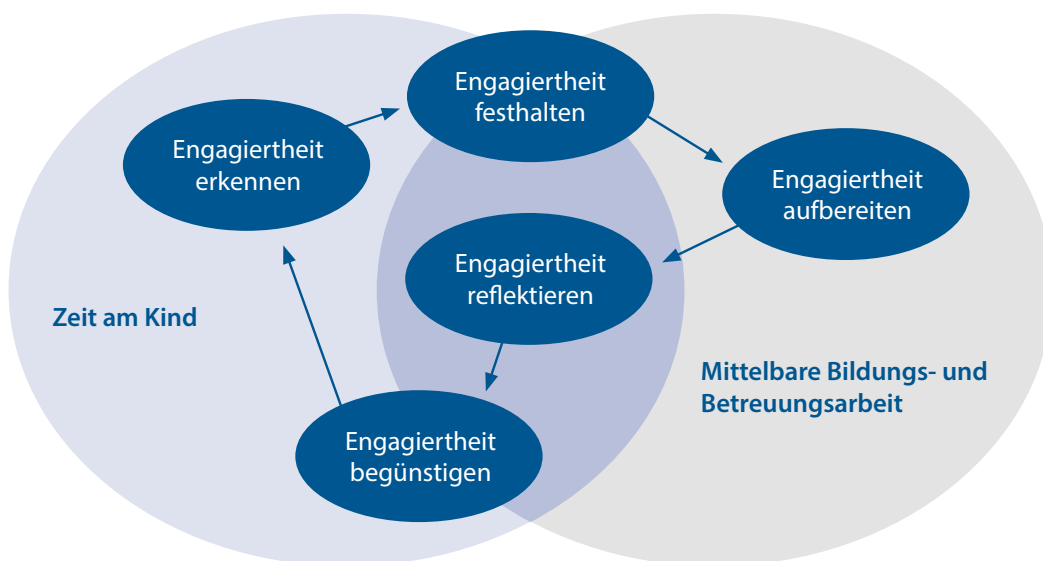 Engagiertheit
festhalten
Engagiertheit
erkennen
Engagiertheit
aufbereiten
Engagiertheit
reflektieren
Zeit am Kind
Mittelbare Bildungs- und
Betreuungsarbeit
Engagiertheit
begünstigen